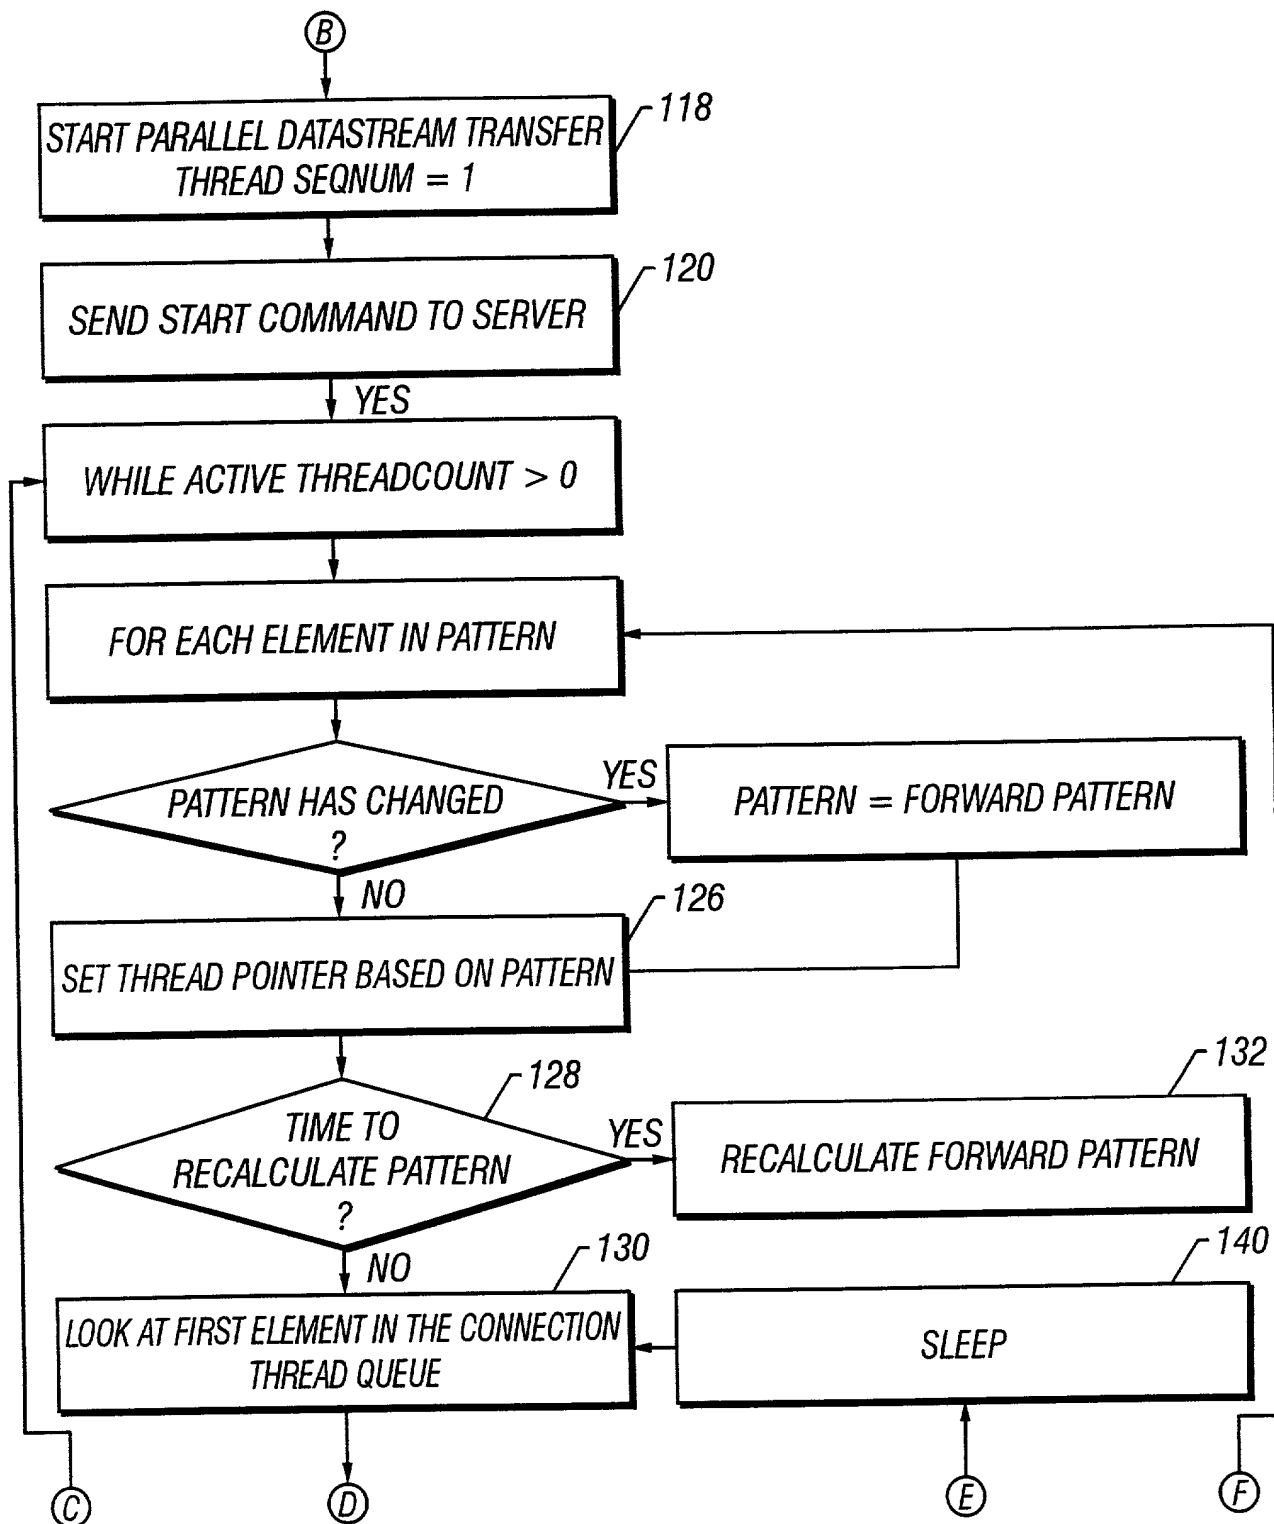 B
118
START PARALLEL DATASTREAM TRANSFER
THREAD SEQNUM = 1
120
SEND START COMMAND TO SERVER
YES
WHILE ACTIVE THREADCOUNT > 0
FOR EACH ELEMENT IN PATTERN
PATTERN HAS CHANGED
?
YES
PATTERN = FORWARD PATTERN
NO
126
SET THREAD POINTER BASED ON PATTERN
128
TIME TO
RECALCULATE PATTERN
?
YES
132
RECALCULATE FORWARD PATTERN
NO
130
LOOK AT FIRST ELEMENT IN THE CONNECTION
THREAD QUEUE
140
SLEEP
C
D
E
F